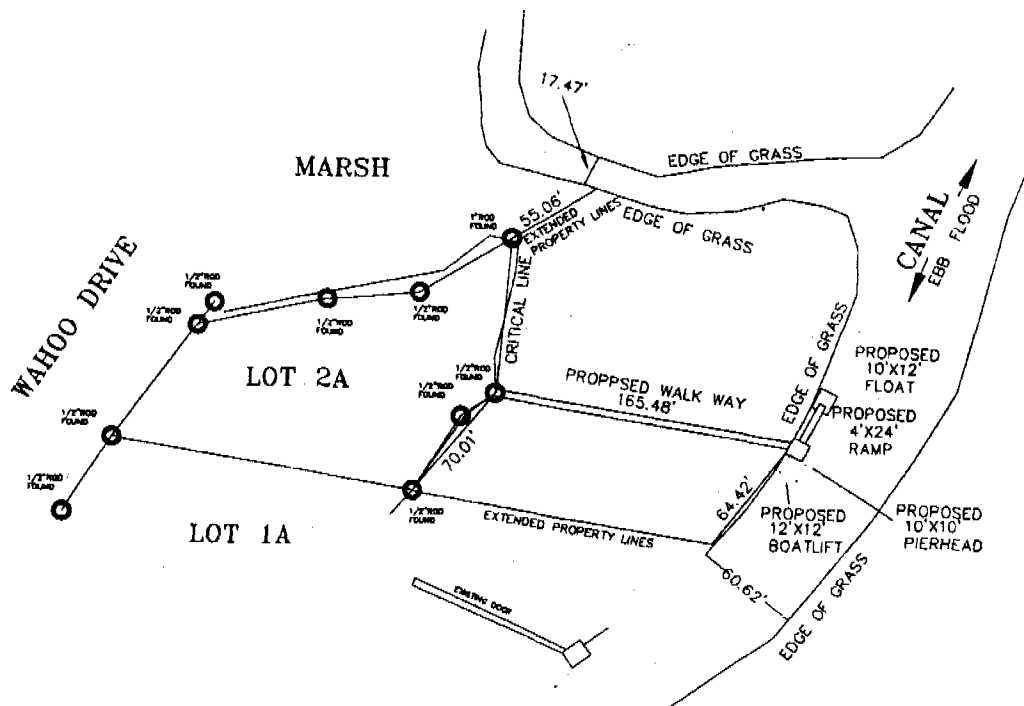 17.47'
EDGE OF GRASS
MARSH
55.06'
EXTENDED
PROPERTY LINES
EDGE OF GRASS
1"ROD
FOUND
CANAL
EBB FLOOD
WAHOO DRIVE
1/2"ROD
FOUND
1/2"ROD
FOUND
1/2"ROD
FOUND
1/2"ROD
FOUND
CRITICAL LINE
LOT 2A
1/2"ROD
FOUND
1/2"ROD
FOUND
PROPPSED WALK WAY
165.48'
EDGE OF GRASS
PROPOSED
10'X12'
FLOAT
PROPOSED
4'X24'
RAMP
1/2"ROD
FOUND
70.01'
1/2"ROD
FOUND
1/2"ROD
FOUND
LOT 1A
EXTENDED PROPERTY LINES
64.42'
PROPOSED
12'X12'
BOATLIFT
PROPOSED
10'X10'
PIERHEAD
60.62'
EDGE OF GRASS
EXISTING DOCK